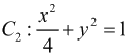 C₂ : x²/4 + y² = 1